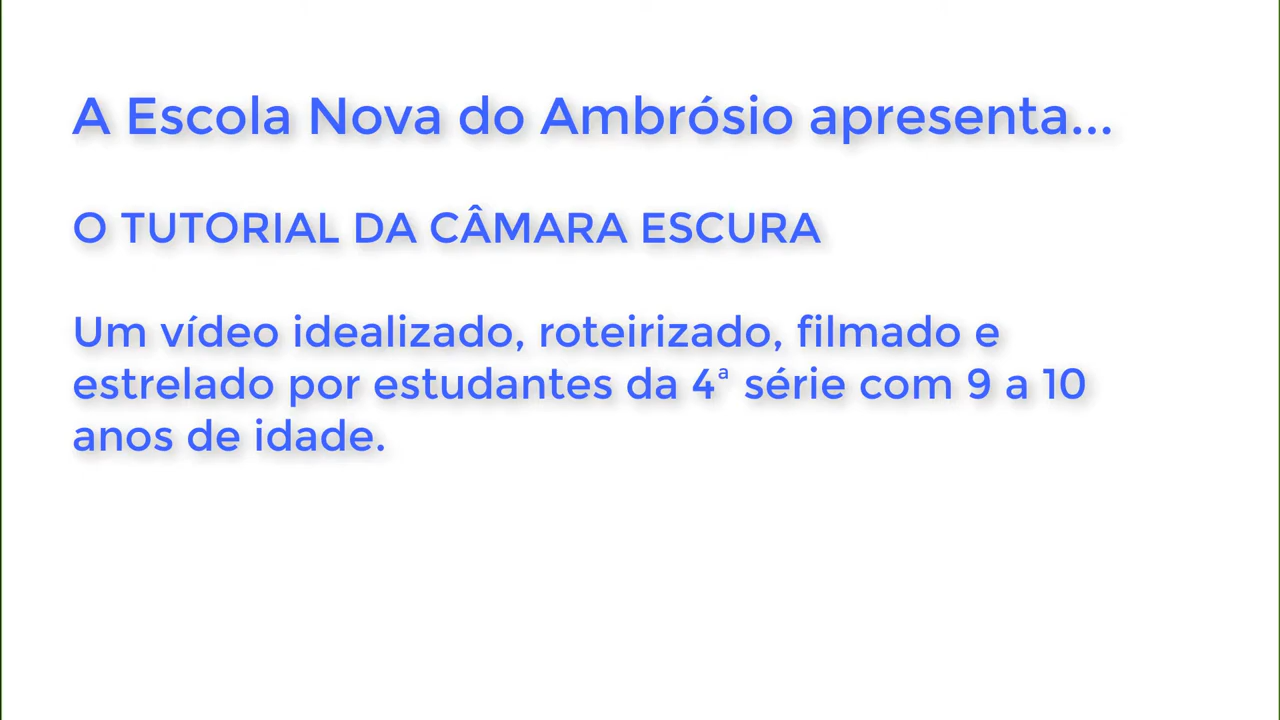 A Escola Nova do Ambrósio apresenta...
O TUTORIAL DA CÂMARA ESCURA
Um vídeo idealizado, roteirizado, filmado e
estrelado por estudantes da 4ª série com 9 a 10
anos de idade.